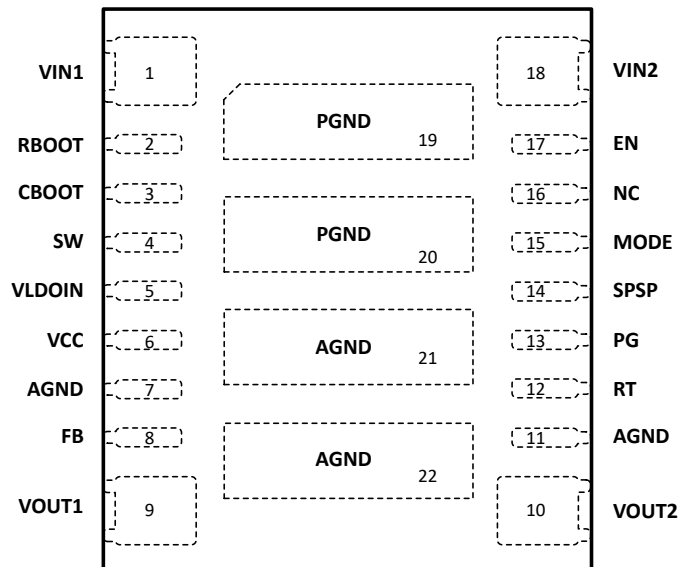 VIN1 1 18 VIN2
PGND
19
RBOOT 2 17 EN
CBOOT 3 16 NC
SW 4 PGND 15 MODE
20
VLDOIN 5 14 SPSP
VCC 6 AGND 13 PG
21
AGND 7 12 RT
FB 8 11 AGND
AGND
22
VOUT1 9 10 VOUT2